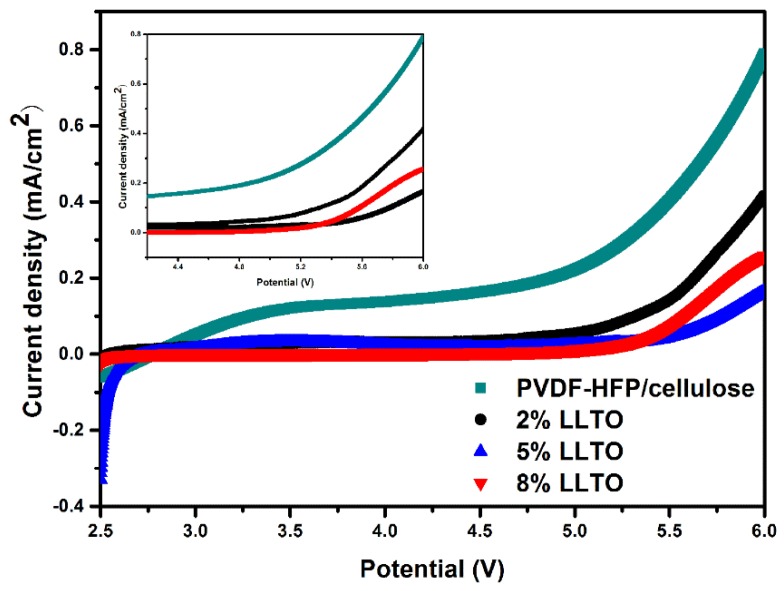 0.8
0.6
0.4
0.2
0.0
-0.2
-0.4
Current density (mA/cm2)
2.5 3.0 3.5 4.0 4.5 5.0 5.5 6.0
Potential (V)
0.8
0.6
0.4
0.2
0.0
Current density (mA/cm2)
4.4 4.8 5.2 5.6 6.0
Potential (V)
PVDF-HFP/cellulose
2% LLTO
5% LLTO
8% LLTO